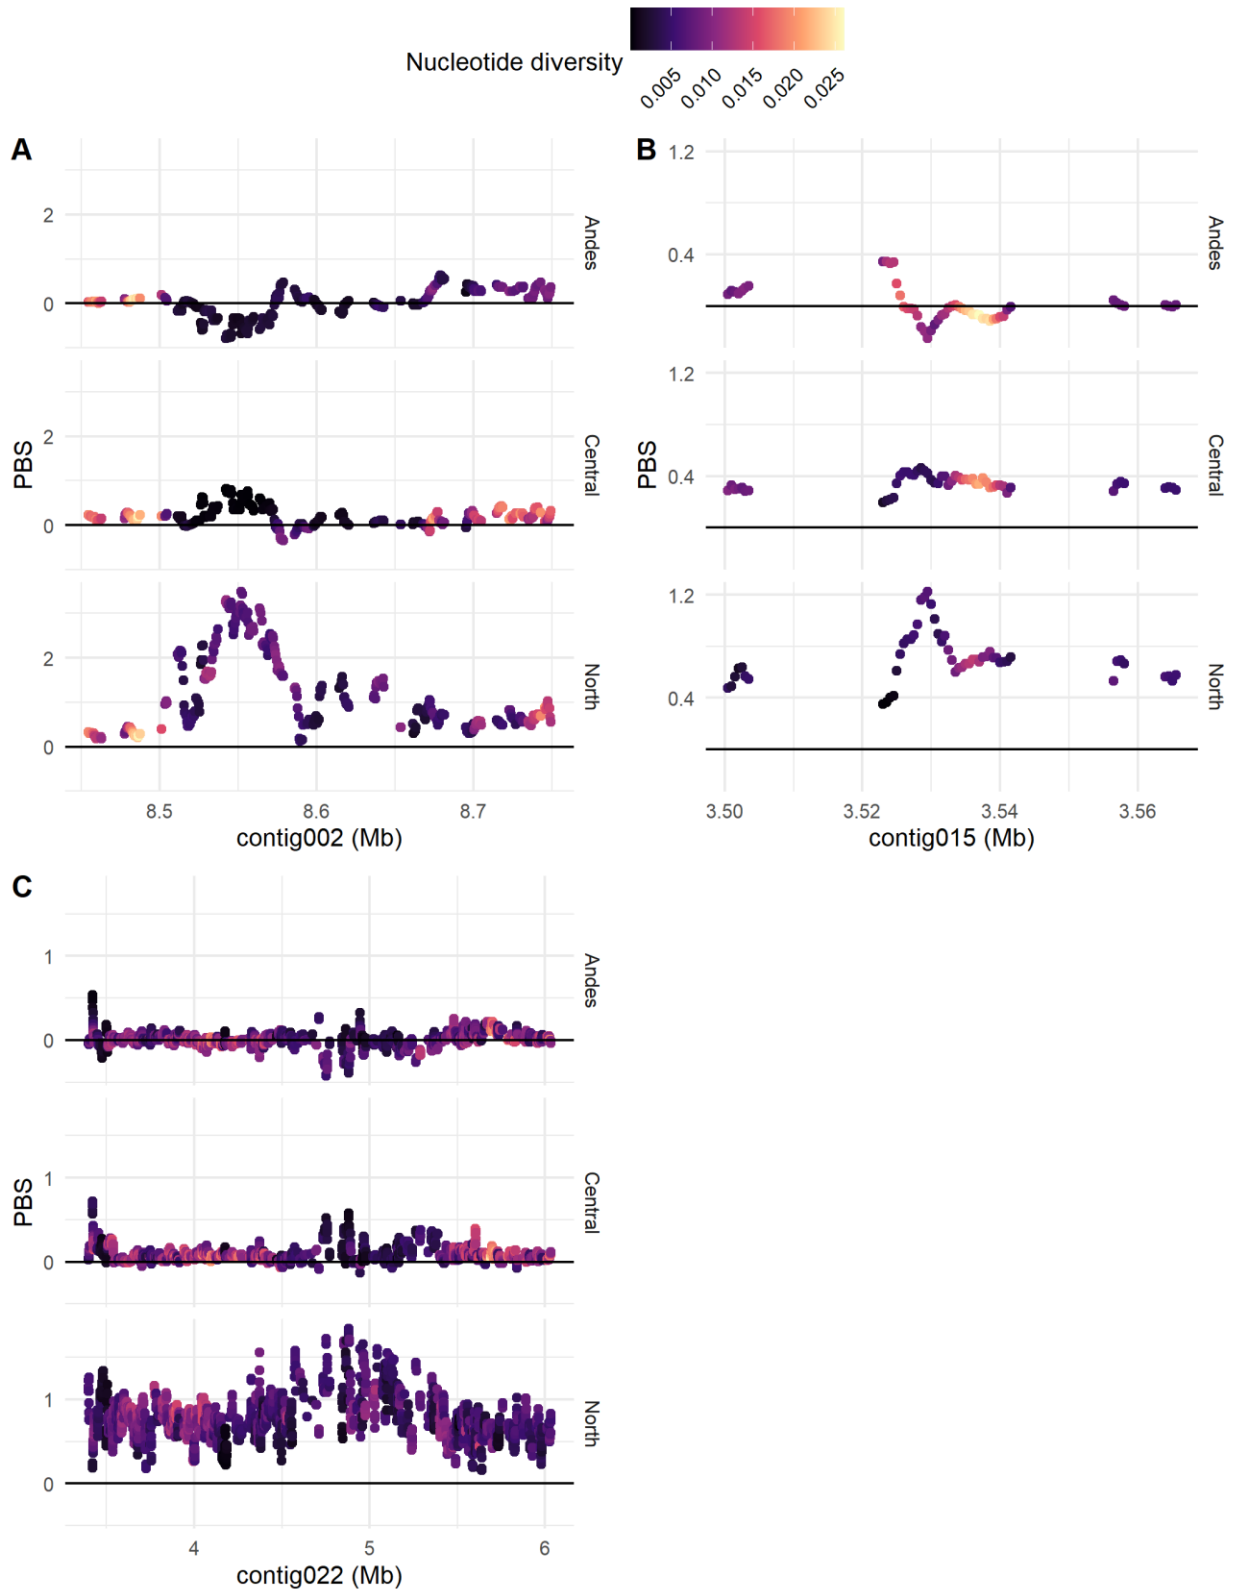 Nucleotide diversity
0.005 0.010 0.015 0.020 0.025
A
PBS
2
0
Andes
2
0
Central
2
0
North
8.5 8.6 8.7
contig002 (Mb)
B
PBS
1.2
0.4
Andes
1.2
0.4
Central
1.2
0.4
North
3.50 3.52 3.54 3.56
contig015 (Mb)
C
PBS
1
0
Andes
1
0
Central
1
0
North
4 5 6
contig022 (Mb)